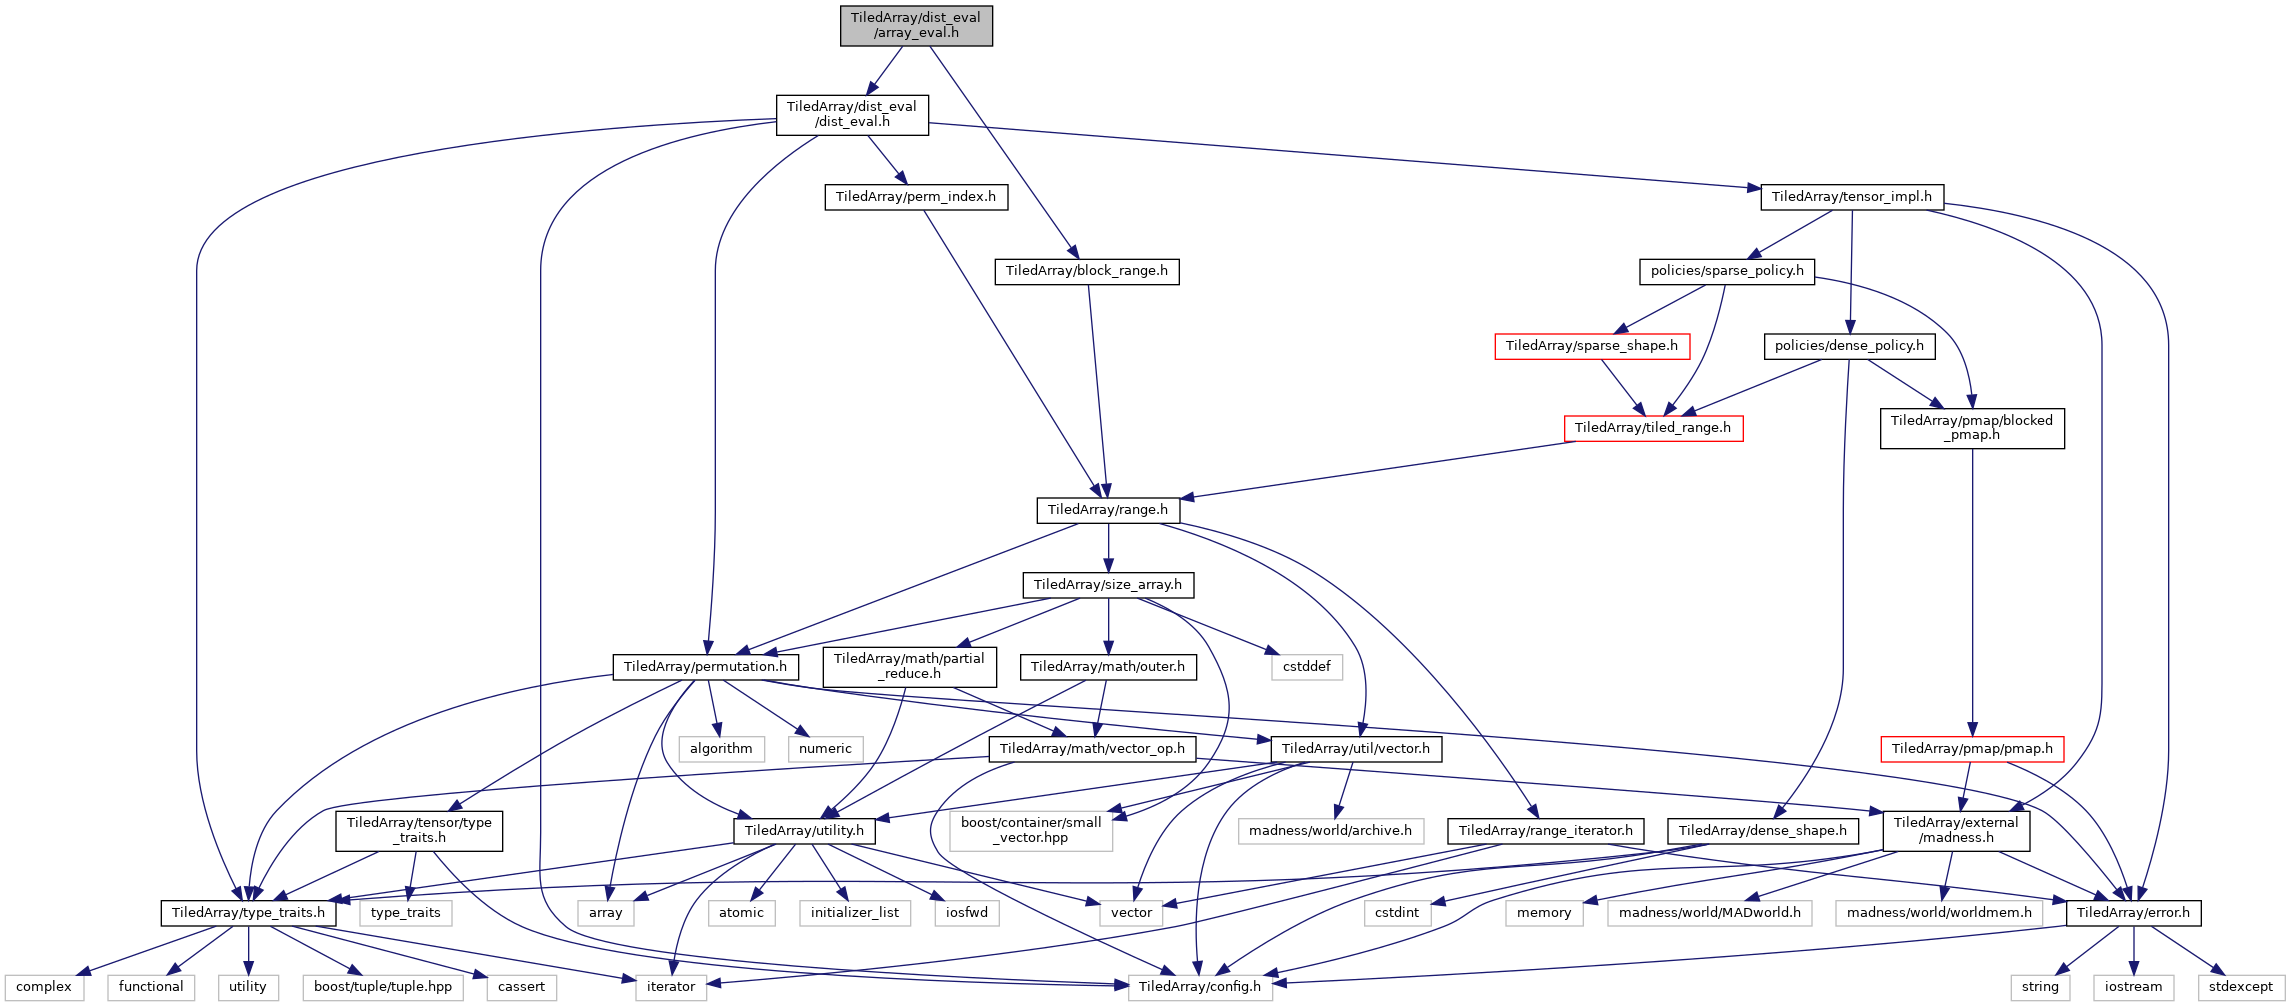 TiledArray/dist_eval
/array_eval.h
TiledArray/dist_eval
/dist_eval.h
TiledArray/perm_index.h
TiledArray/tensor_impl.h
TiledArray/block_range.h
policies/sparse_policy.h
TiledArray/sparse_shape.h
policies/dense_policy.h
TiledArray/tiled_range.h
TiledArray/pmap/blocked
_pmap.h
TiledArray/range.h
TiledArray/size_array.h
TiledArray/permutation.h
TiledArray/math/partial
_reduce.h
TiledArray/math/outer.h
cstddef
algorithm
numeric
TiledArray/math/vector_op.h
TiledArray/util/vector.h
TiledArray/pmap/pmap.h
TiledArray/tensor/type
_traits.h
TiledArray/utility.h
boost/container/small
_vector.hpp
madness/world/archive.h
TiledArray/range_iterator.h
TiledArray/dense_shape.h
TiledArray/external
/madness.h
TiledArray/type_traits.h
type_traits
array
atomic
initializer_list
iosfwd
vector
cstdint
memory
madness/world/MADworld.h
madness/world/worldmem.h
TiledArray/error.h
complex
functional
utility
boost/tuple/tuple.hpp
cassert
iterator
TiledArray/config.h
string
iostream
stdexcept